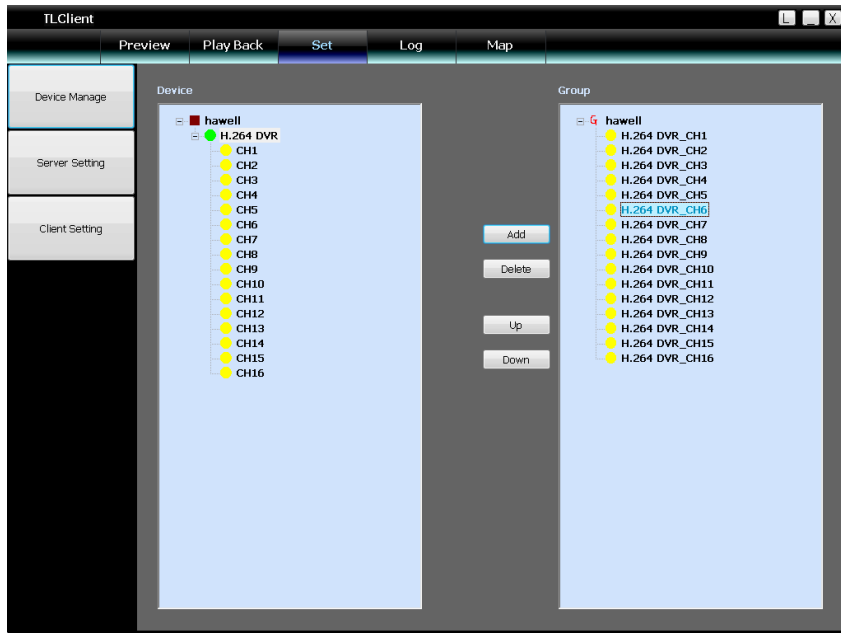 TLClient L _ X
Preview Play Back Set Log Map
Device Manage
Server Setting
Client Setting
Device
hawell
H.264 DVR
CH1
CH2
CH3
CH4
CH5
CH6
CH7
CH8
CH9
CH10
CH11
CH12
CH13
CH14
CH15
CH16
Add
Delete
Up
Down
Group
G hawell
H.264 DVR_CH1
H.264 DVR_CH2
H.264 DVR_CH3
H.264 DVR_CH4
H.264 DVR_CH5
H.264 DVR_CH6
H.264 DVR_CH7
H.264 DVR_CH8
H.264 DVR_CH9
H.264 DVR_CH10
H.264 DVR_CH11
H.264 DVR_CH12
H.264 DVR_CH13
H.264 DVR_CH14
H.264 DVR_CH15
H.264 DVR_CH16